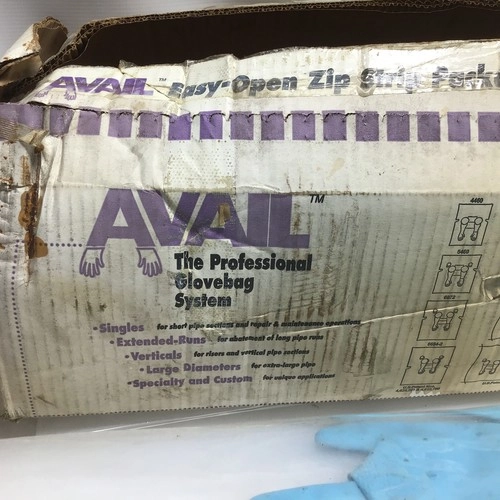 AVAIL™ Easy-Open Zip Strip Pack
AVAIL™
The Professional
Glovebag
System
• Singles for short pipe sections and repair & maintenance operations
• Extended-Runs for abatement of long pipe runs
• Verticals for risers and vertical pipe sections
• Large Diameters for extra-large pipe
• Specialty and Custom for unique applications
4460